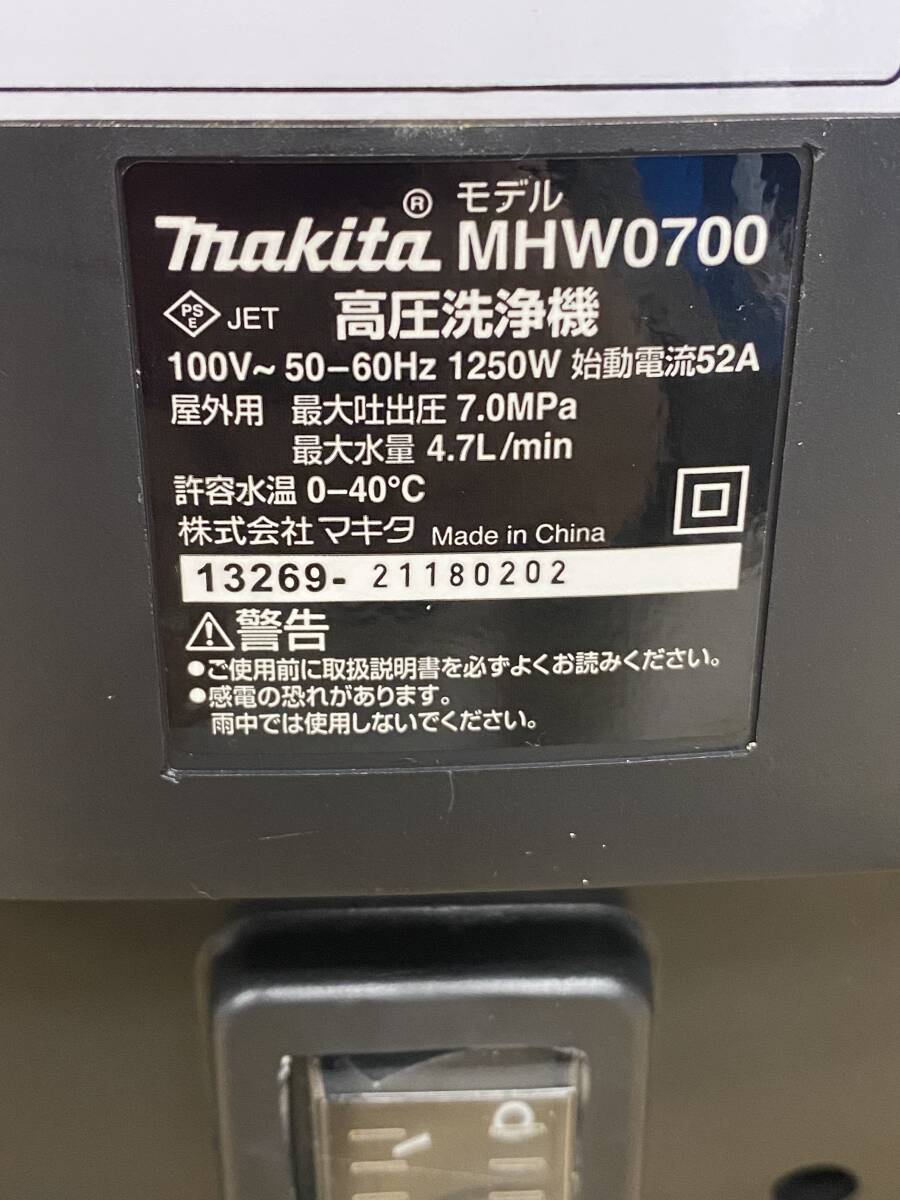 makita® モデル MHW0700
PSE JET 高圧洗浄機
100V~ 50-60Hz 1250W 始動電流52A
屋外用 最大吐出圧 7.0MPa
最大水量 4.7L/min
許容水温 0-40°C
株式会社マキタ Made in China
13269- 21180202
⚠警告
●ご使用前に取扱説明書を必ずよくお読みください。
●感電の恐れがあります。
雨中では使用しないでください。